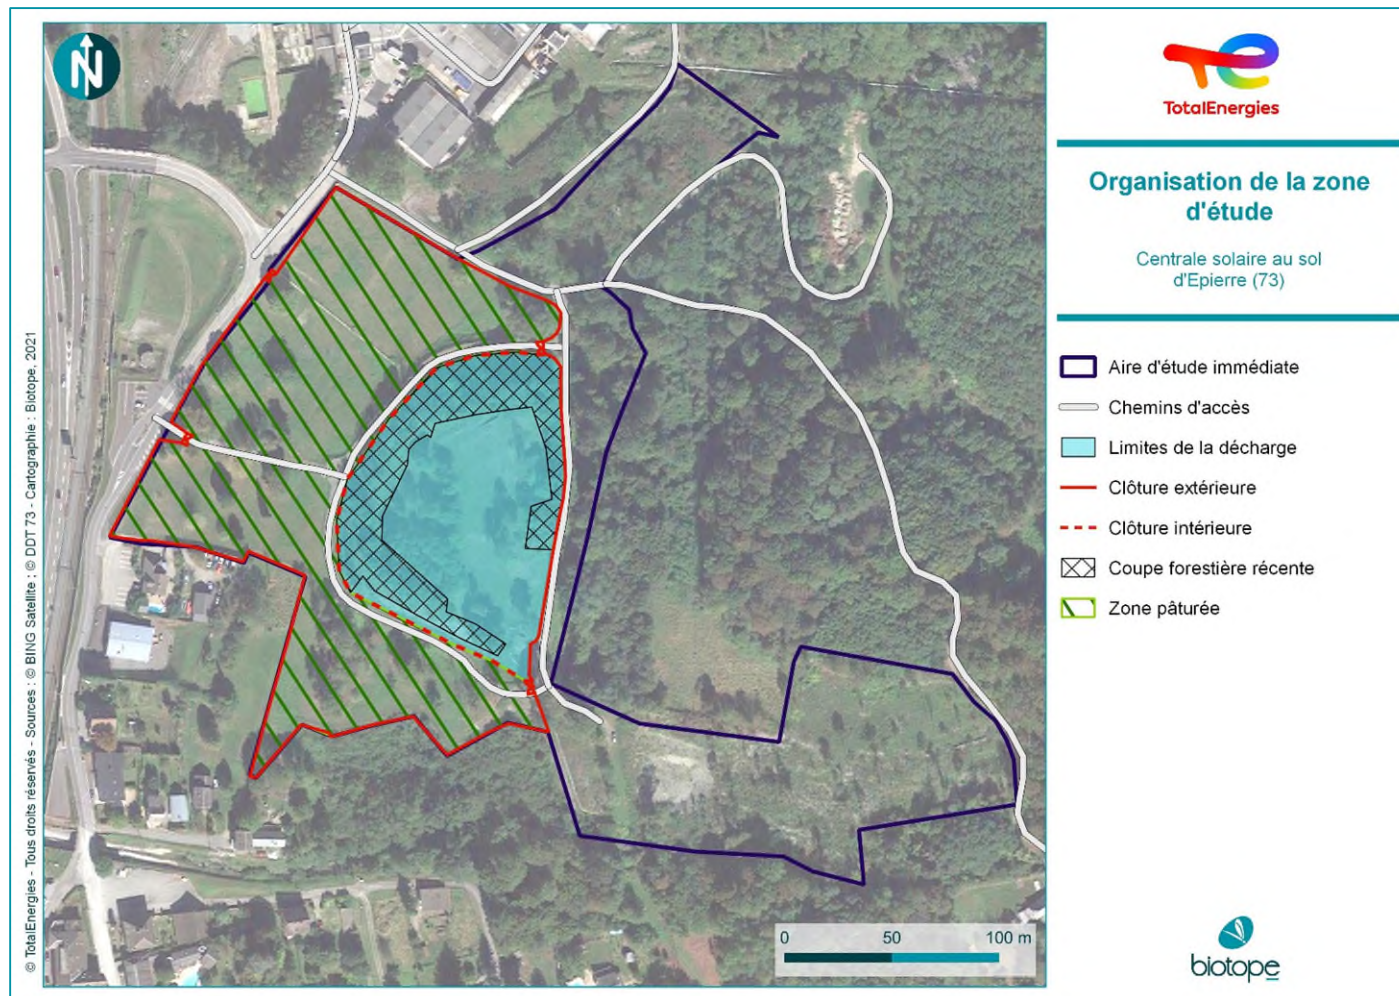 N
© TotalEnergies - Tous droits réservés - Sources : © BING Satellite ; © DDT 73 - Cartographie : Biotope, 2021
TotalEnergies
Organisation de la zone
d'étude
Centrale solaire au sol
d'Epierre (73)
Aire d'étude immédiate
Chemins d'accès
Limites de la décharge
Clôture extérieure
Clôture intérieure
Coupe forestière récente
Zone pâturée
0 50 100 m
biotope